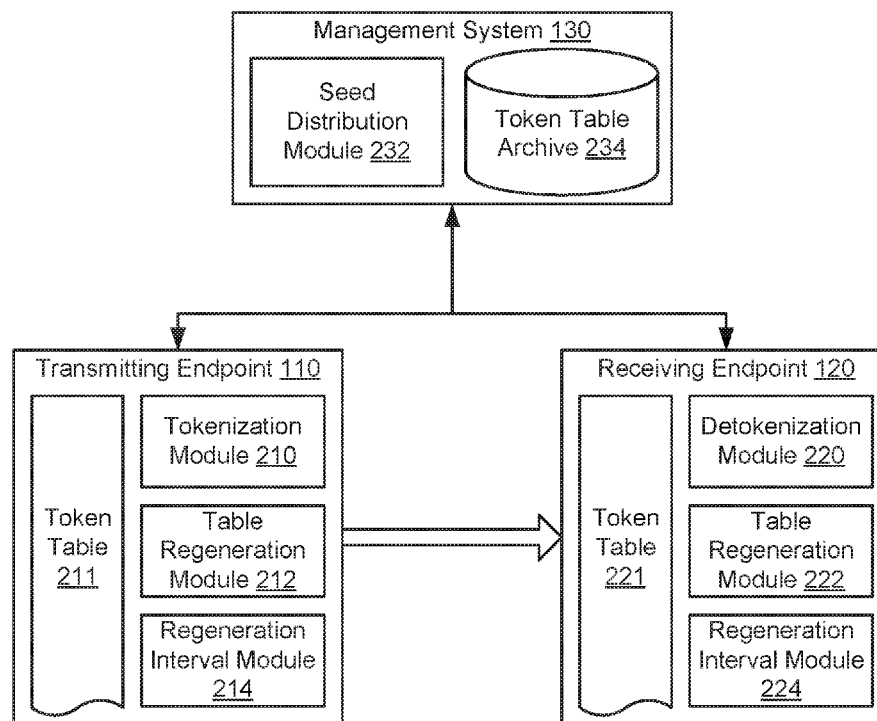 Management System 130
Seed
Distribution
Module 232
Token Table
Archive 234
Transmitting Endpoint 110
Token
Table
211
Tokenization
Module 210
Table
Regeneration
Module 212
Regeneration
Interval Module
214
Receiving Endpoint 120
Token
Table
221
Detokenization
Module 220
Table
Regeneration
Module 222
Regeneration
Interval Module
224